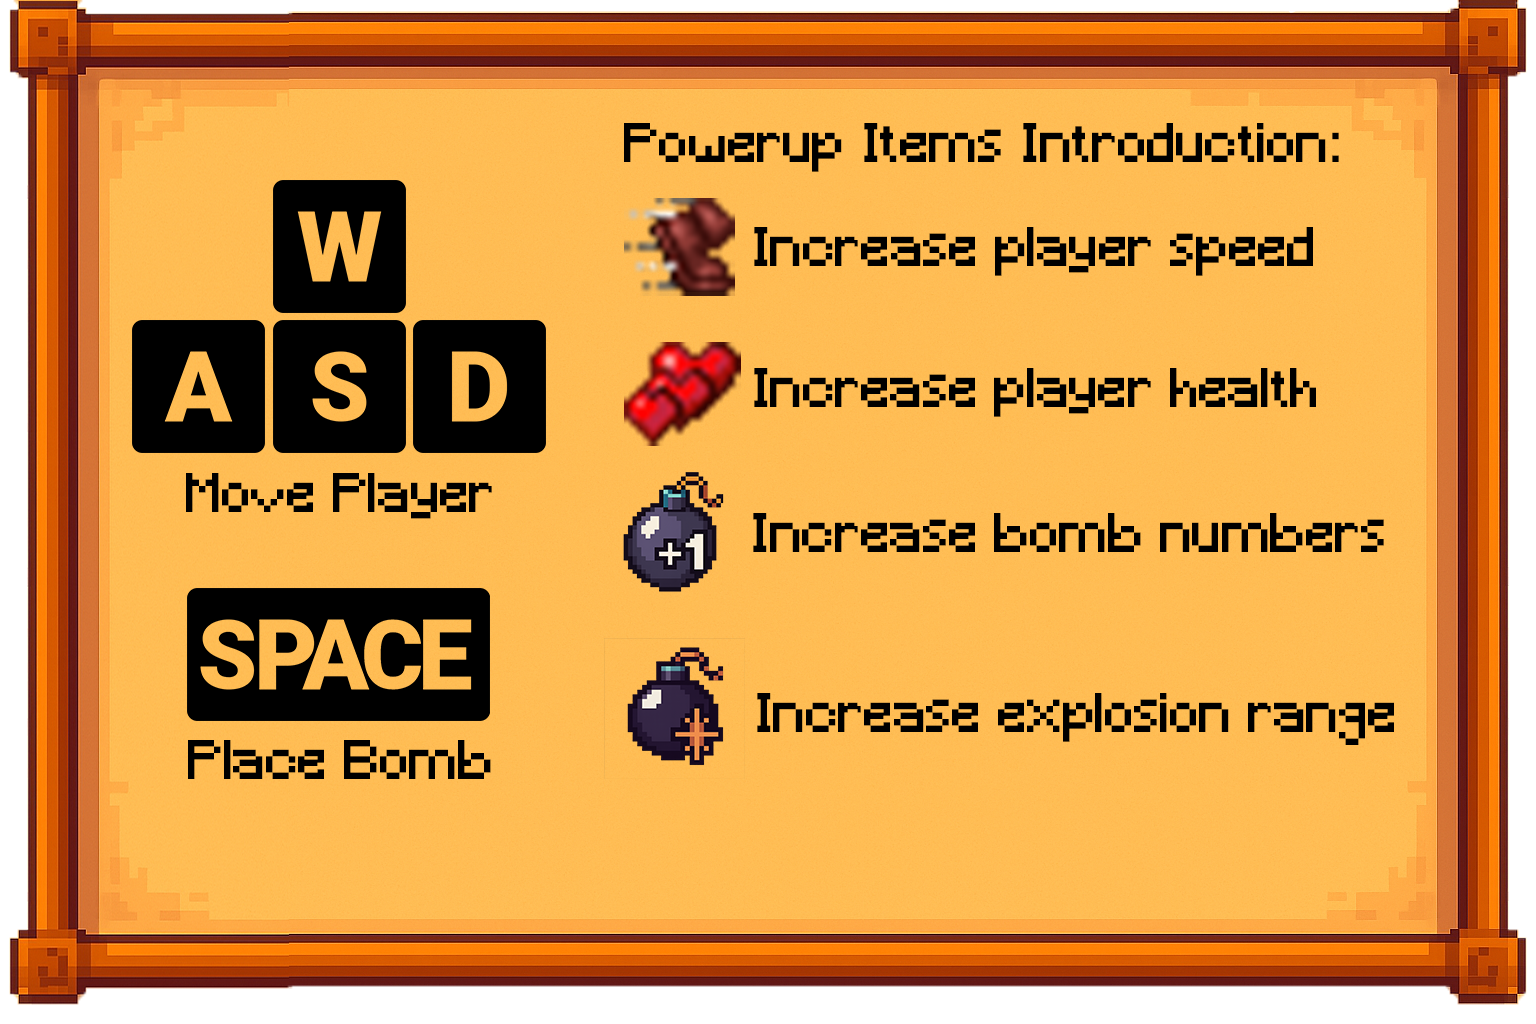 W
A S D
Move Player
SPACE
Place Bomb
Powerup Items Introduction:
Increase player speed
Increase player health
+1
Increase bomb numbers
Increase explosion range